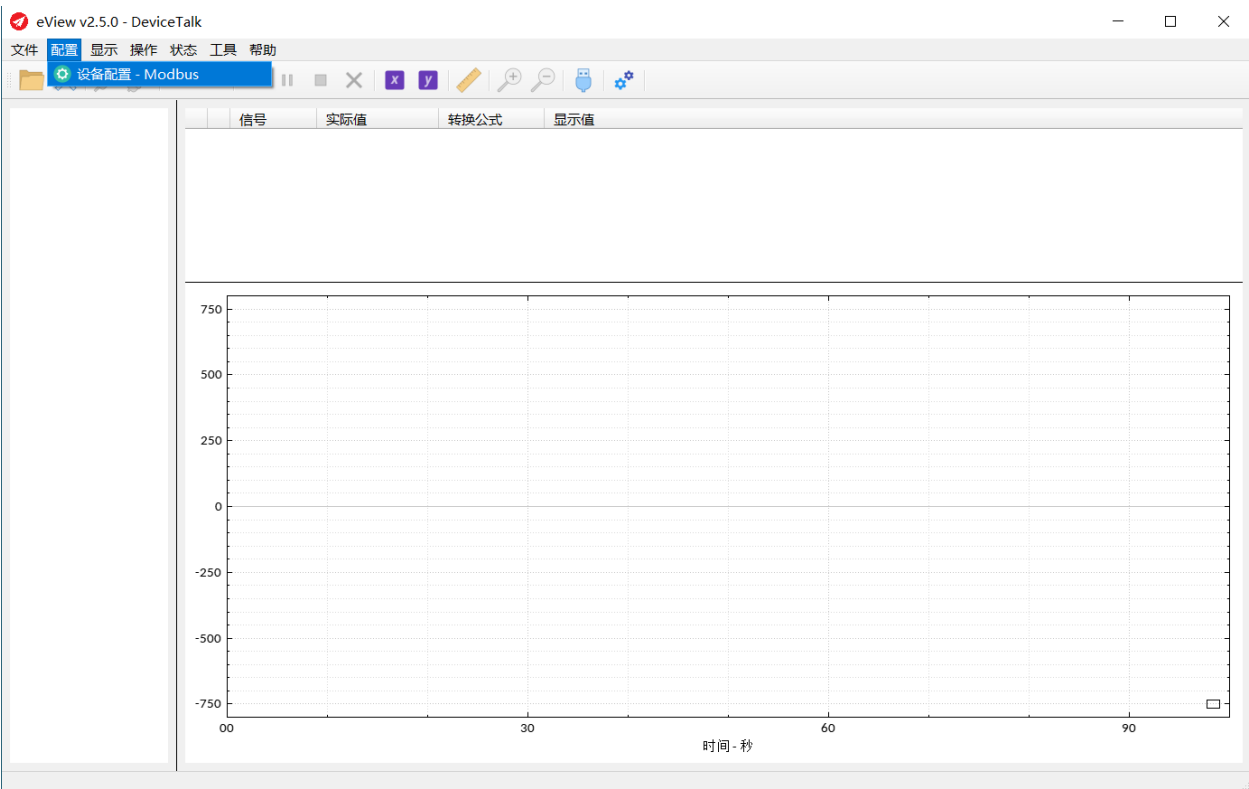 eView v2.5.0 - DeviceTalk
文件 配置 显示 操作 状态 工具 帮助
设备配置 - Modbus
x y
信号 实际值 转换公式 显示值
750
500
250
0
-250
-500
-750
00 30 60 90
时间 - 秒